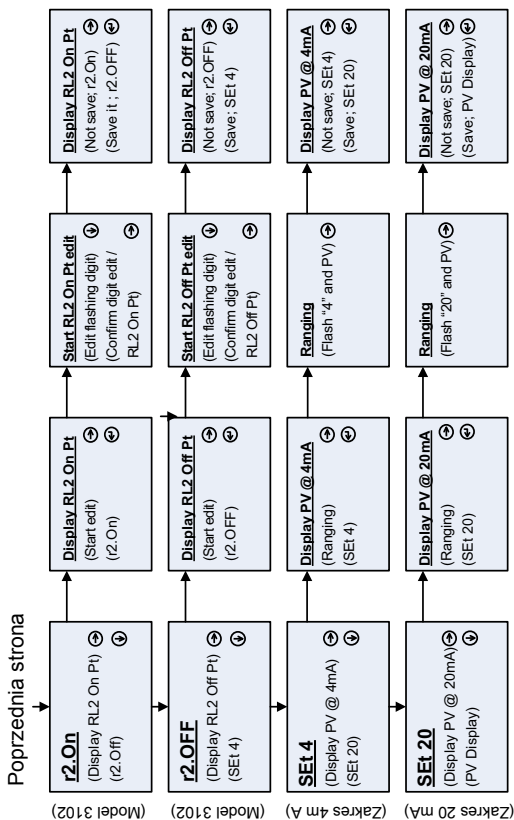 Poprzednia strona
(Model 3102)
r2.On
(Display RL2 On Pt)
(r2.Off)
Display RL2 On Pt
(Start edit)
(r2.On)
Start RL2 On Pt edit
(Edit flashing digit)
(Confirm digit edit /
RL2 On Pt)
Display RL2 On Pt
(Not save; r2.On)
(Save it ; r2.OFF)
(Model 3102)
r2.OFF
(Display RL2 Off Pt)
(SEt 4)
Display RL2 Off Pt
(Start edit)
(r2.OFF)
Start RL2 Off Pt edit
(Edit flashing digit)
(Confirm digit edit /
RL2 Off Pt)
Display RL2 Off Pt
(Not save; r2.OFF)
(Save; SEt 4)
(Zakres 4m A)
SEt 4
(Display PV @ 4mA)
(SEt 20)
Display PV @ 4mA
(Ranging)
(SEt 4)
Ranging
(Flash “4” and PV)
Display PV @ 4mA
(Not save; SEt 4)
(Save; SEt 20)
(Zakres 20 mA)
SEt 20
(Display PV @ 20mA)
(PV Display)
Display PV @ 20mA
(Ranging)
(SEt 20)
Ranging
(Flash “20” and PV)
Display PV @ 20mA
(Not save; SEt 20)
(Save; PV Display)